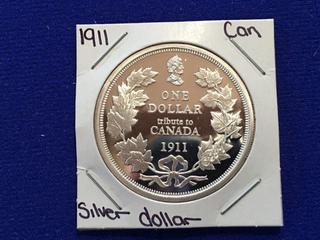 1911 Can
ONE
DOLLAR
tribute to
CANADA
1911
Silver dollar